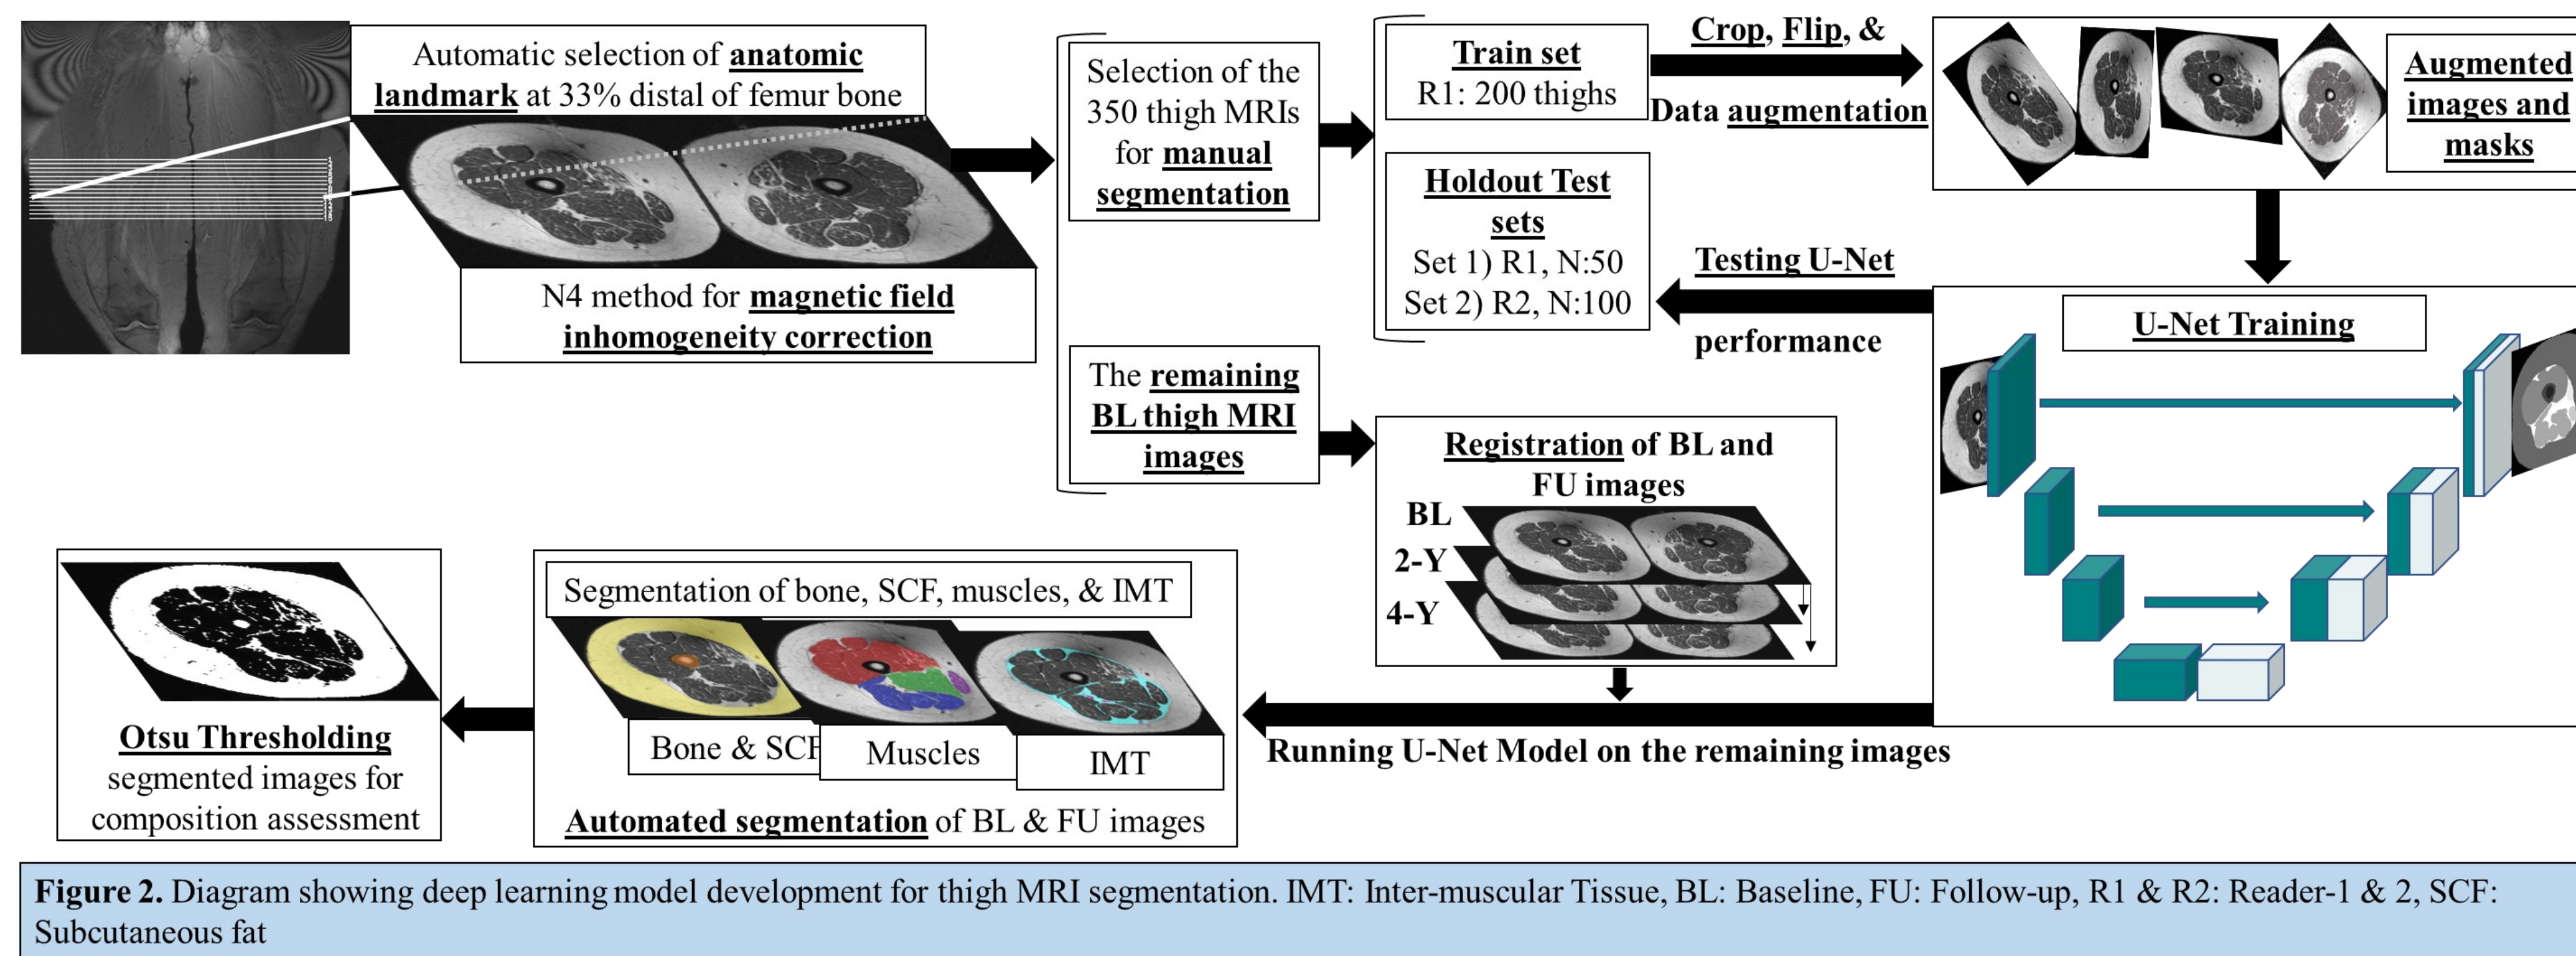 Automatic selection of anatomic
landmark at 33% distal of femur bone
N4 method for magnetic field
inhomogeneity correction
Selection of the
350 thigh MRIs
for manual
segmentation
The remaining
BL thigh MRI
images
Train set
R1: 200 thighs
Holdout Test
sets
Set 1) R1, N:50
Set 2) R2, N:100
Crop, Flip, &
Data augmentation
Augmented
images and
masks
Testing U-Net
performance
U-Net Training
Registration of BL and
FU images
BL
2-Y
4-Y
Running U-Net Model on the remaining images
Segmentation of bone, SCF, muscles, & IMT
Bone & SCF
Muscles
IMT
Automated segmentation of BL & FU images
Otsu Thresholding
segmented images for
composition assessment
Figure 2. Diagram showing deep learning model development for thigh MRI segmentation. IMT: Inter-muscular Tissue, BL: Baseline, FU: Follow-up, R1 & R2: Reader-1 & 2, SCF:
Subcutaneous fat